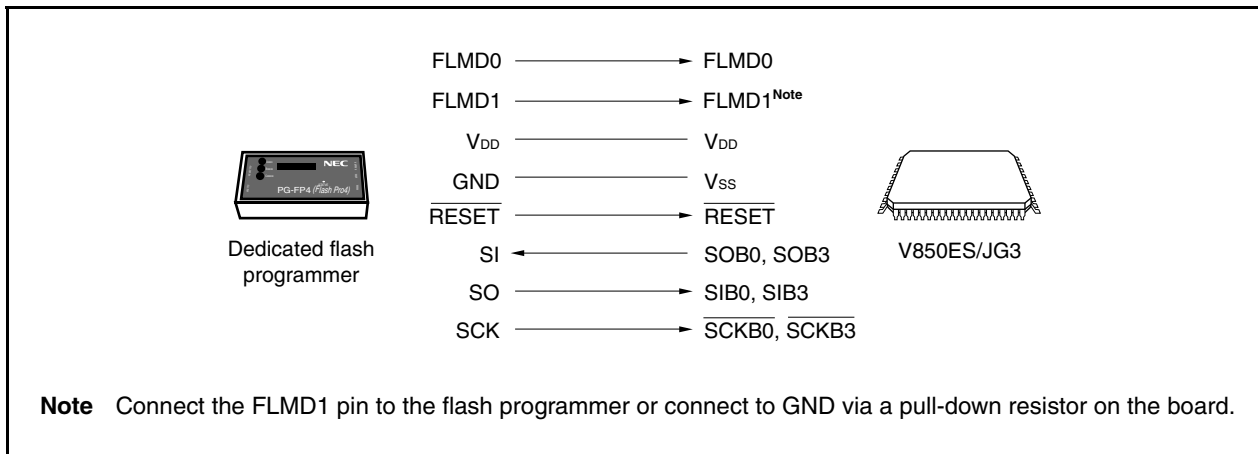 FLMD0 FLMD0
FLMD1 FLMD1Note
VDD VDD
GND VSS
RESET RESET
SI SOB0, SOB3
SO SIB0, SIB3
SCK SCKB0, SCKB3
NEC
PG-FP4 (Flash Pro4)
Dedicated flash
programmer
V850ES/JG3
Note Connect the FLMD1 pin to the flash programmer or connect to GND via a pull-down resistor on the board.